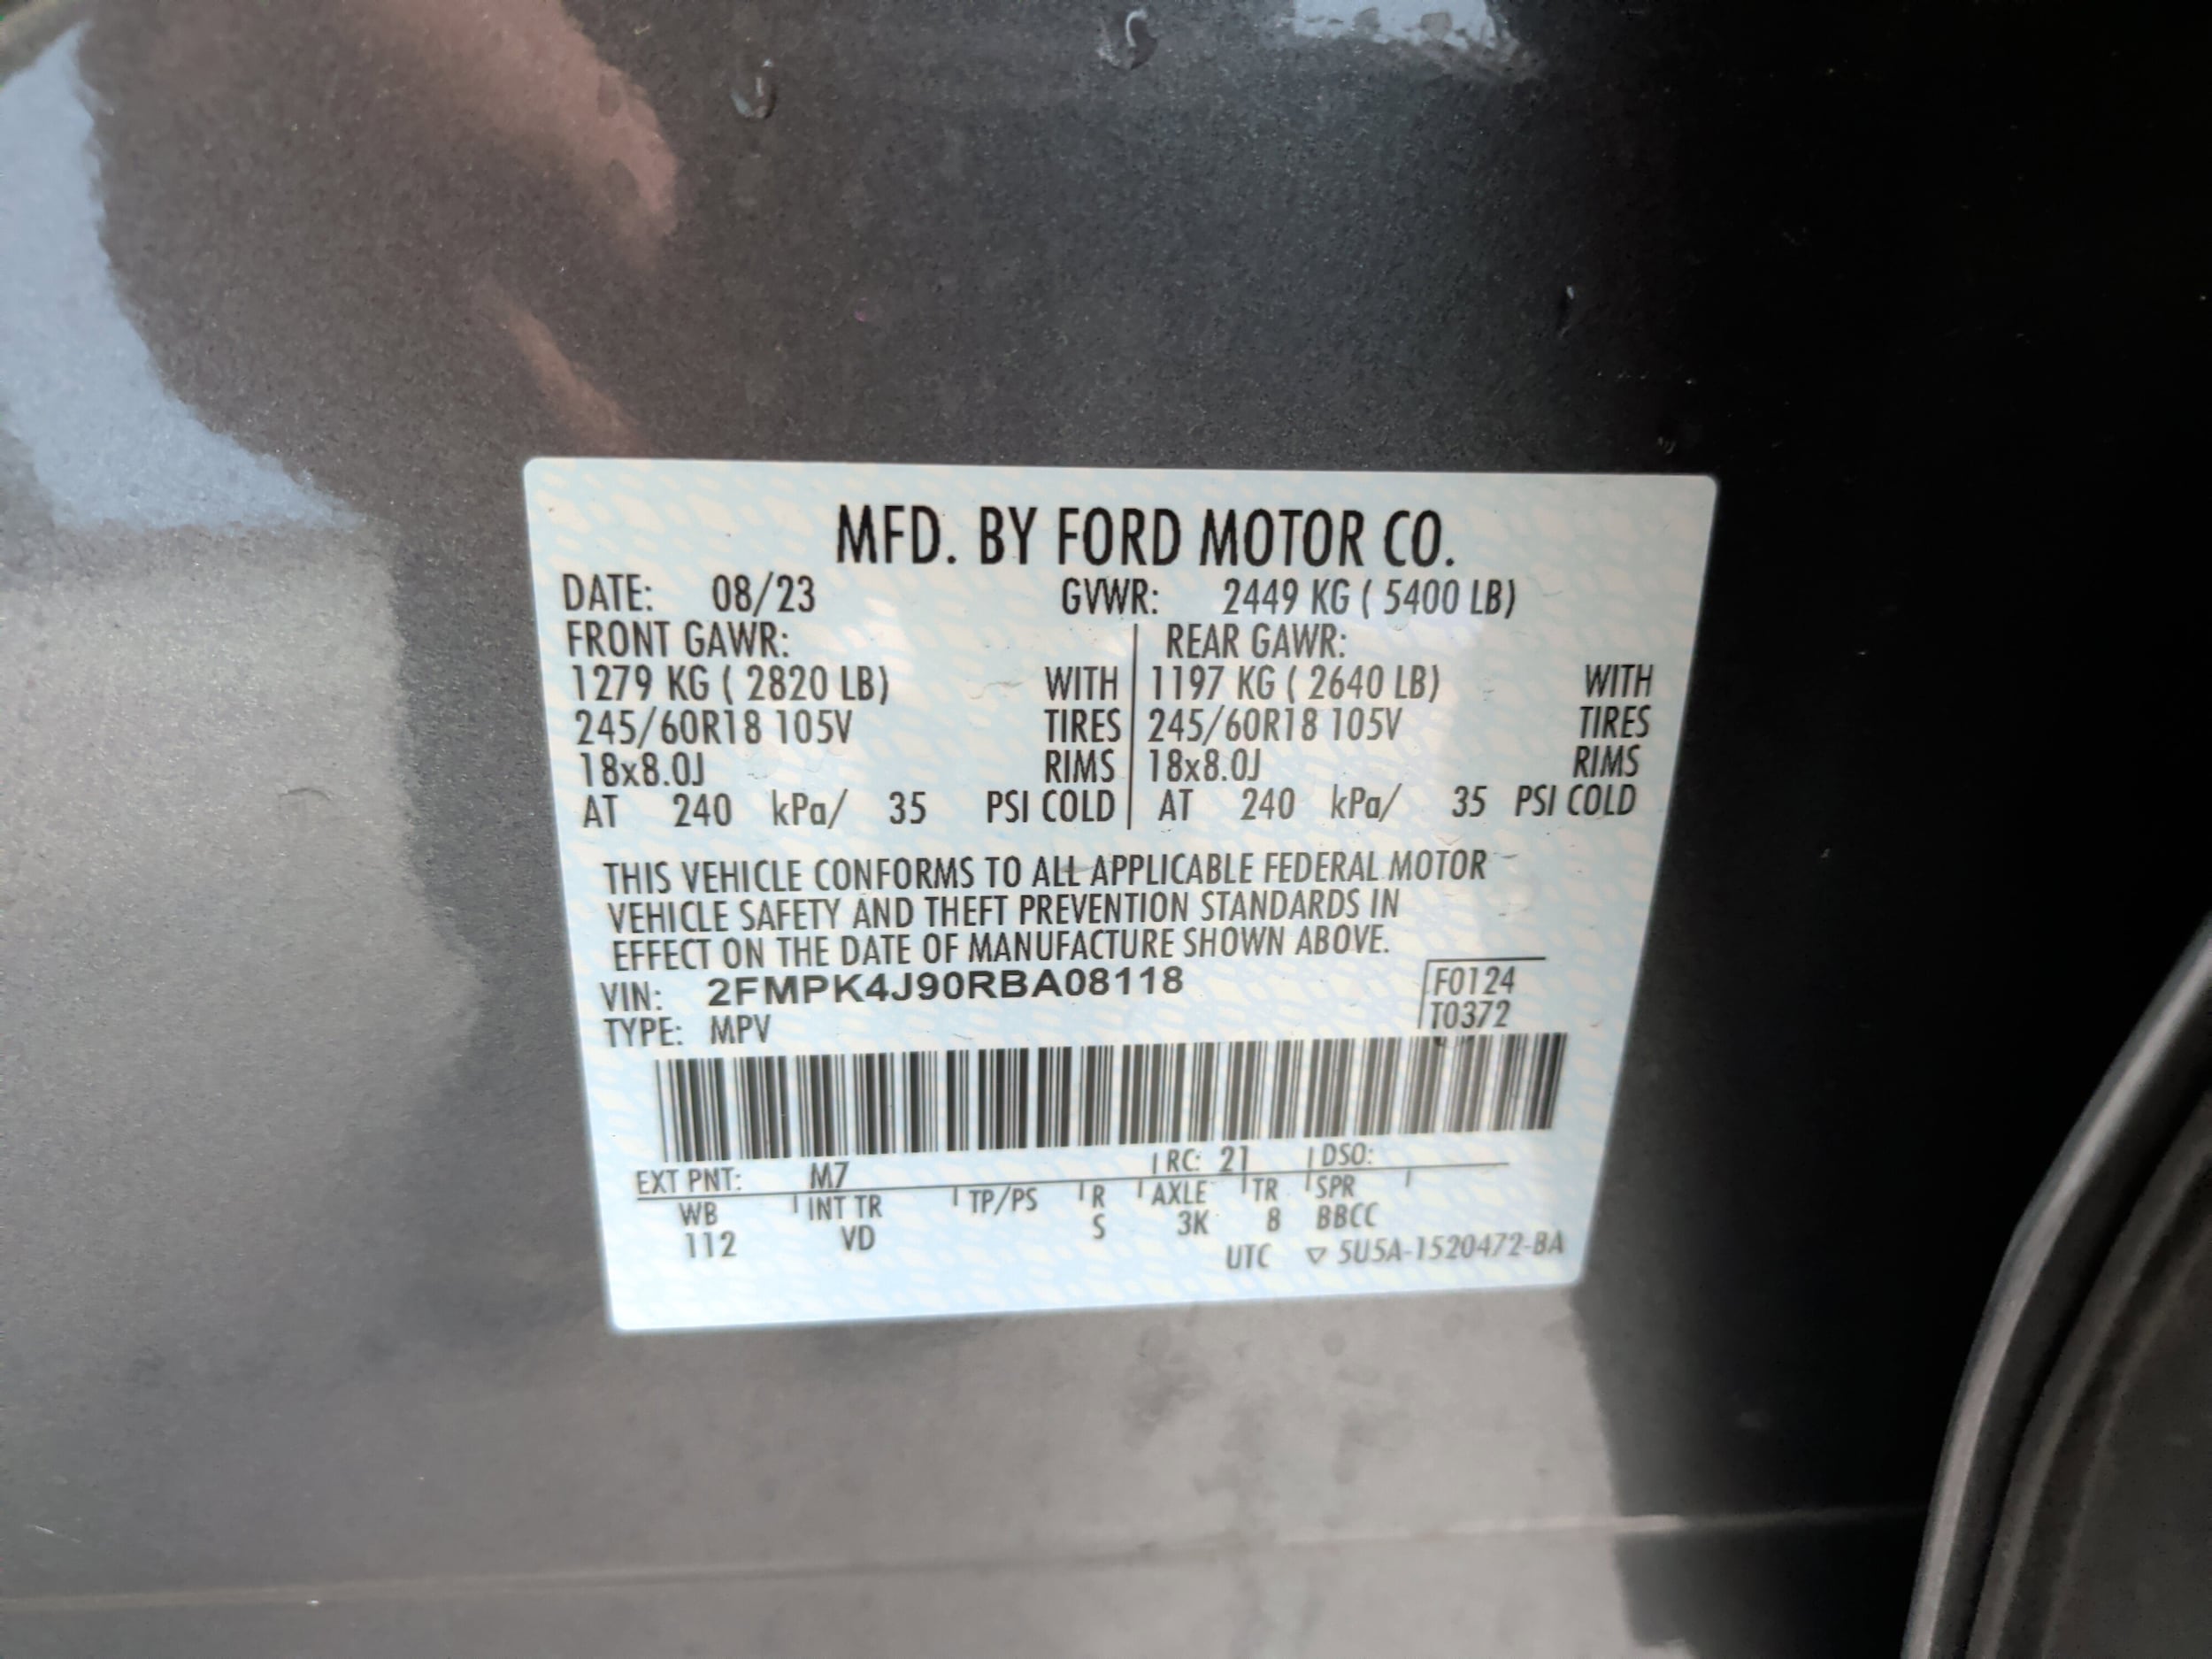 MFD. BY FORD MOTOR CO.
DATE: 08/23 GVWR: 2449 KG ( 5400 LB)
FRONT GAWR: REAR GAWR:
1279 KG ( 2820 LB) WITH 1197 KG ( 2640 LB) WITH
245/60R18 105V TIRES 245/60R18 105V TIRES
18x8.0J RIMS 18x8.0J RIMS
AT 240 kPa/ 35 PSI COLD AT 240 kPa/ 35 PSI COLD
THIS VEHICLE CONFORMS TO ALL APPLICABLE FEDERAL MOTOR
VEHICLE SAFETY AND THEFT PREVENTION STANDARDS IN
EFFECT ON THE DATE OF MANUFACTURE SHOWN ABOVE.
VIN: 2FMPK4J90RBA08118 F0124
TYPE: MPV T0372
EXT PNT: M7 RC: 21 DSO:
WB INT TR TP/PS R AXLE TR SPR
112 VD S 3K 8 BBCC
UTC ▽ 5U5A-1520472-BA